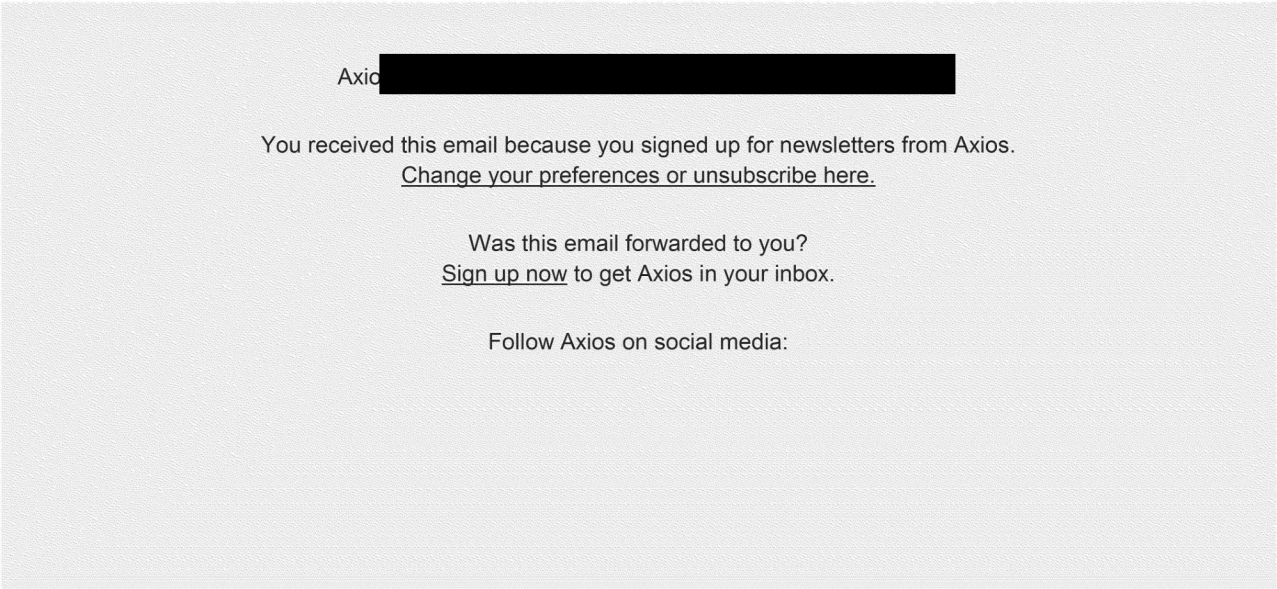 Axio
You received this email because you signed up for newsletters from Axios.
Change your preferences or unsubscribe here.
Was this email forwarded to you?
Sign up now to get Axios in your inbox.
Follow Axios on social media: